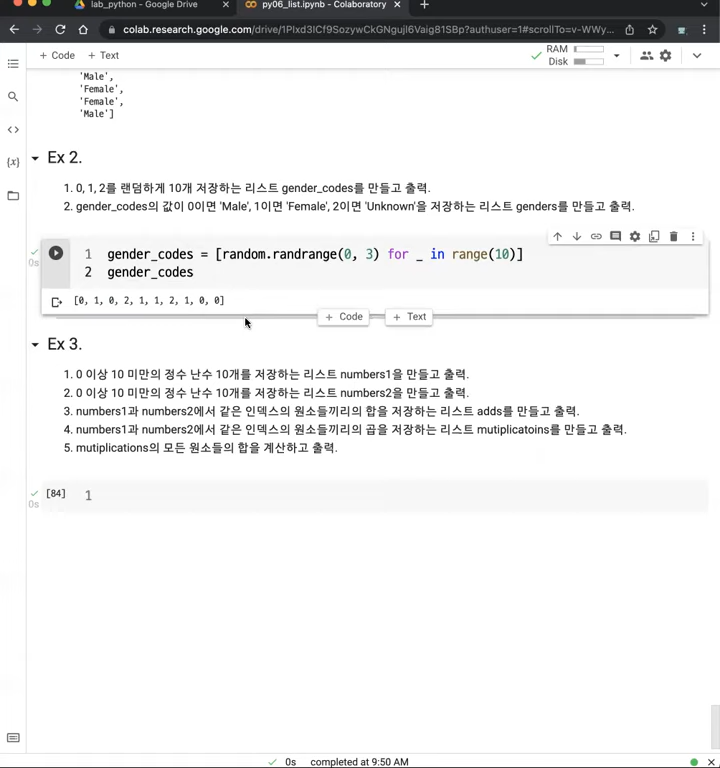 lab_python - Google Drive
py06_list.ipynb - Colaboratory
+ Code + Text
RAM
Disk
'Male',
'Female',
'Female',
'Male']
Ex 2.
1. 0, 1, 2를 랜덤하게 10개 저장하는 리스트 gender_codes를 만들고 출력.
2. gender_codes의 값이 0이면 'Male', 1이면 'Female', 2이면 'Unknown'을 저장하는 리스트 genders를 만들고 출력.
0s
1 gender_codes = [random.randrange(0, 3) for _ in range(10)]
2 gender_codes
[0, 1, 0, 2, 1, 1, 2, 1, 0, 0]
+ Code + Text
Ex 3.
1. 0 이상 10 미만의 정수 난수 10개를 저장하는 리스트 numbers1을 만들고 출력.
2. 0 이상 10 미만의 정수 난수 10개를 저장하는 리스트 numbers2을 만들고 출력.
3. numbers1과 numbers2에서 같은 인덱스의 원소들끼리의 합을 저장하는 리스트 adds를 만들고 출력.
4. numbers1과 numbers2에서 같은 인덱스의 원소들끼리의 곱을 저장하는 리스트 mutiplicatoins를 만들고 출력.
5. mutiplications의 모든 원소들의 합을 계산하고 출력.
[84] 1
0s
0s completed at 9:50 AM